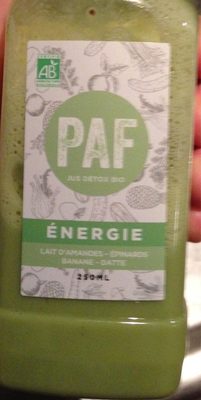 AB
PAF
JUS DÉTOX BIO
ÉNERGIE
LAIT D'AMANDES - ÉPINARDS
BANANE - DATTE
250ML